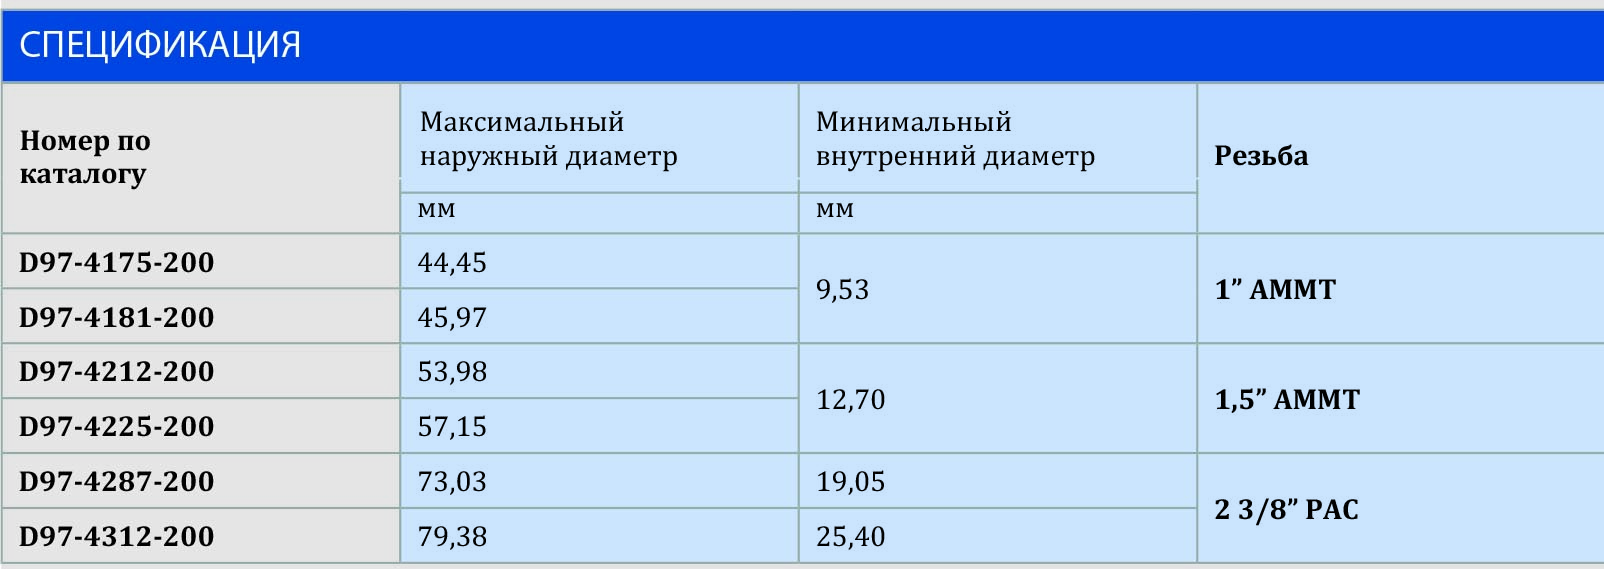 СПЕЦИФИКАЦИЯ
Номер по
каталогу
Максимальный
наружный диаметр
Минимальный
внутренний диаметр
Резьба
мм
мм
D97-4175-200
44,45
9,53
1” AMMT
D97-4181-200
45,97
D97-4212-200
53,98
12,70
1,5” AMMT
D97-4225-200
57,15
D97-4287-200
73,03
19,05
2 3/8” PAC
D97-4312-200
79,38
25,40